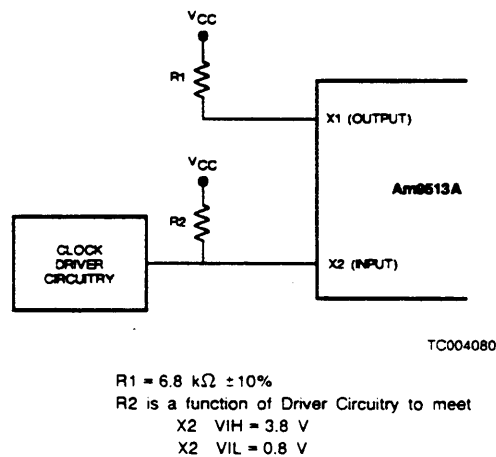 VCC
R1
X1 (OUTPUT)
VCC
Am9513A
R2
CLOCK
DRIVER
CIRCUITRY
X2 (INPUT)
TC004080
R1 = 6.8 kΩ ±10%
R2 is a function of Driver Circuitry to meet
X2 VIH = 3.8 V
X2 VIL = 0.8 V